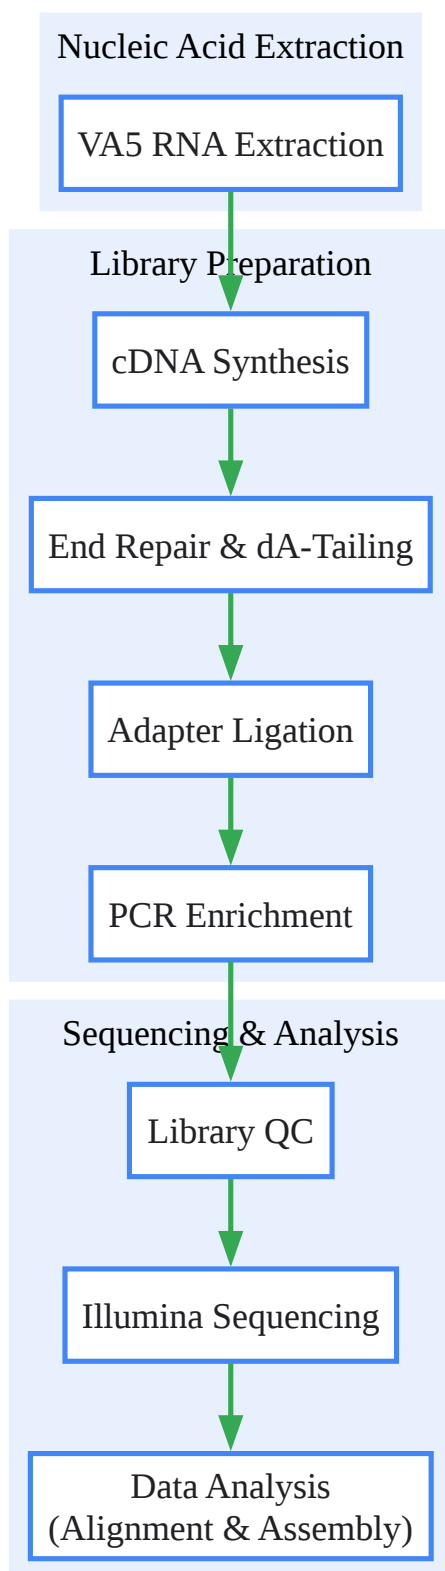 Nucleic Acid Extraction
VA5 RNA Extraction
Library Preparation
cDNA Synthesis
End Repair & dA-Tailing
Adapter Ligation
PCR Enrichment
Sequencing & Analysis
Library QC
Illumina Sequencing
Data Analysis
(Alignment & Assembly)